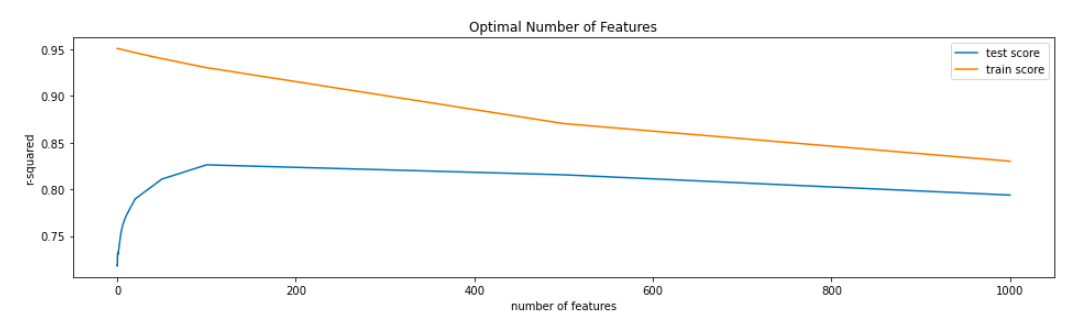 Optimal Number of Features
r-squared
0.95
0.90
0.85
0.80
0.75
test score
train score
0
200
400
600
800
1000
number of features